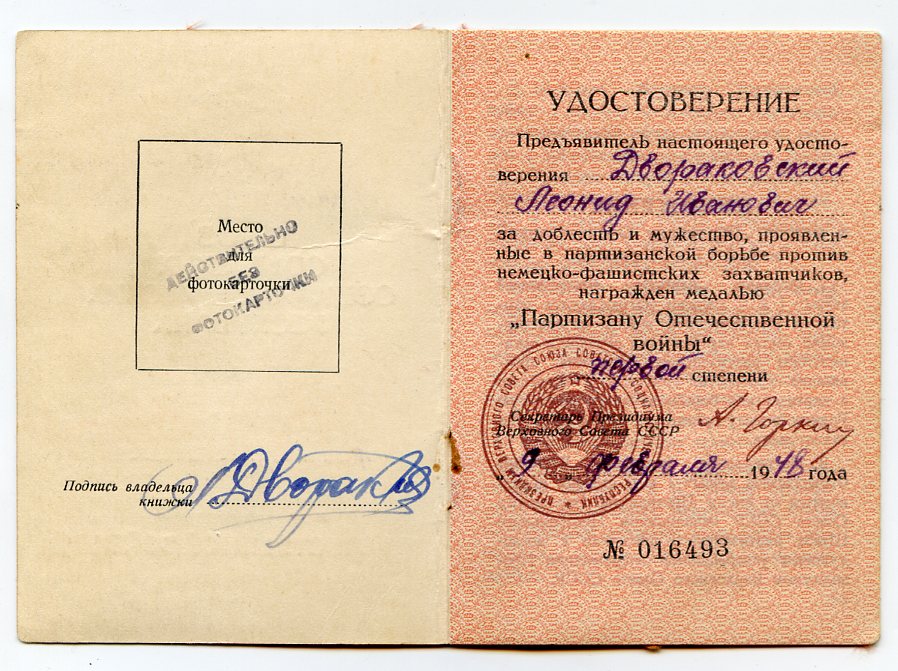 Место
для
фотокарточки
ДЕЙСТВИТЕЛЬНО
БЕЗ
ФОТОКАРТОЧКИ
Подпись владельца
книжки
УДОСТОВЕРЕНИЕ
Предъявитель настоящего удосто-
верения Двораковский
Леонид Иванович
за доблесть и мужество, проявлен-
ные в партизанской борьбе против
немецко-фашистских захватчиков,
награжден медалью
„Партизану Отечественной
войны“
первой степени
Секретарь Президиума
Верховного Совета СССР
А. Горкин
9 февраля 1948 года
№ 016493